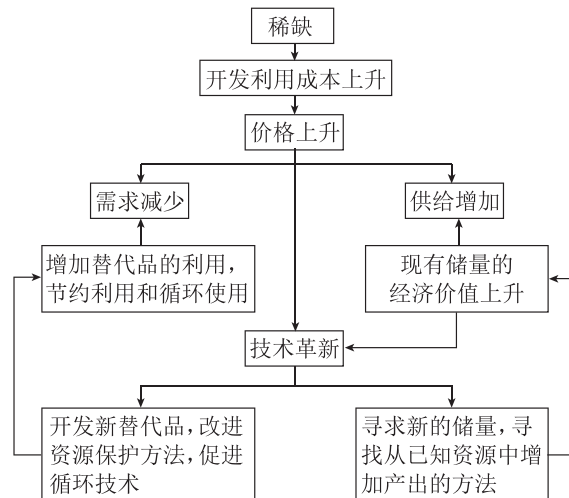 稀缺
开发利用成本上升
价格上升
需求减少
供给增加
增加替代品的利用，
节约利用和循环使用
现有储量的
经济价值上升
技术革新
开发新替代品，改进
资源保护方法，促进
循环技术
寻求新的储量，寻
找从已知资源中增
加产出的方法